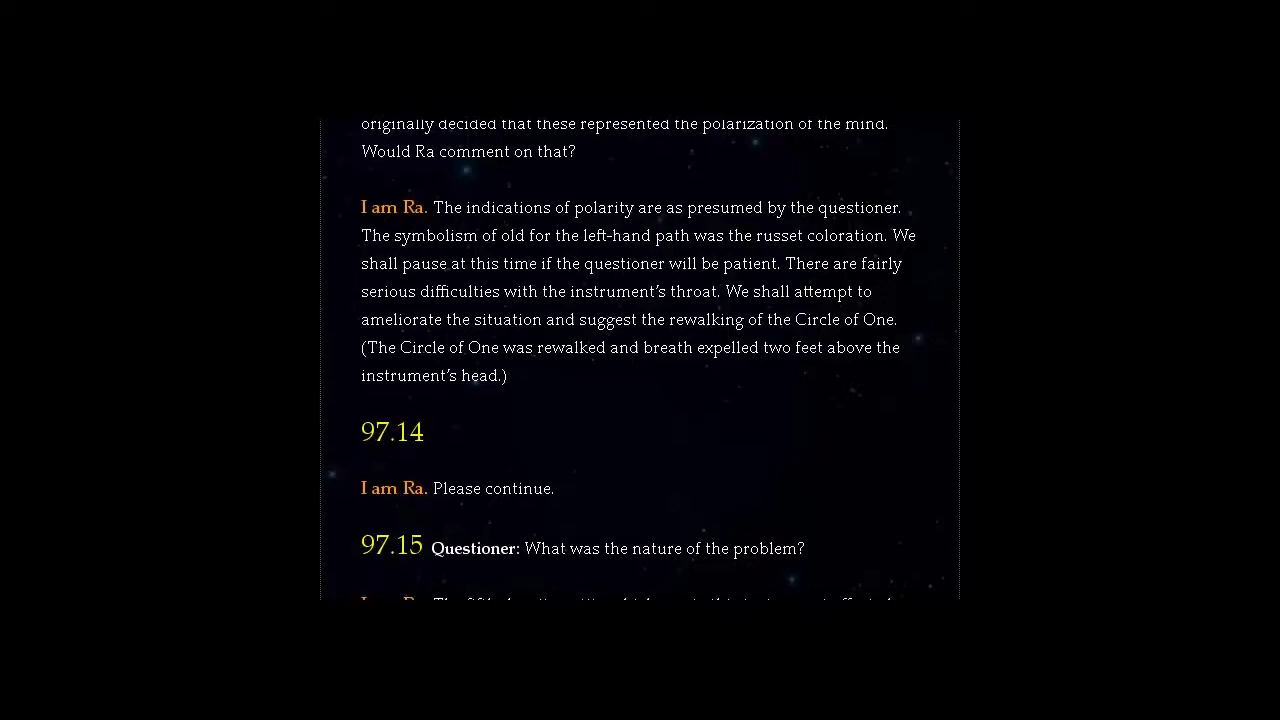 originally decided that these represented the polarization of the mind.
Would Ra comment on that?
I am Ra. The indications of polarity are as presumed by the questioner.
The symbolism of old for the left-hand path was the russet coloration. We
shall pause at this time if the questioner will be patient. There are fairly
serious difficulties with the instrument’s throat. We shall attempt to
ameliorate the situation and suggest the rewalking of the Circle of One.
(The Circle of One was rewalked and breath expelled two feet above the
instrument’s head.)
97.14
I am Ra. Please continue.
97.15 Questioner: What was the nature of the problem?